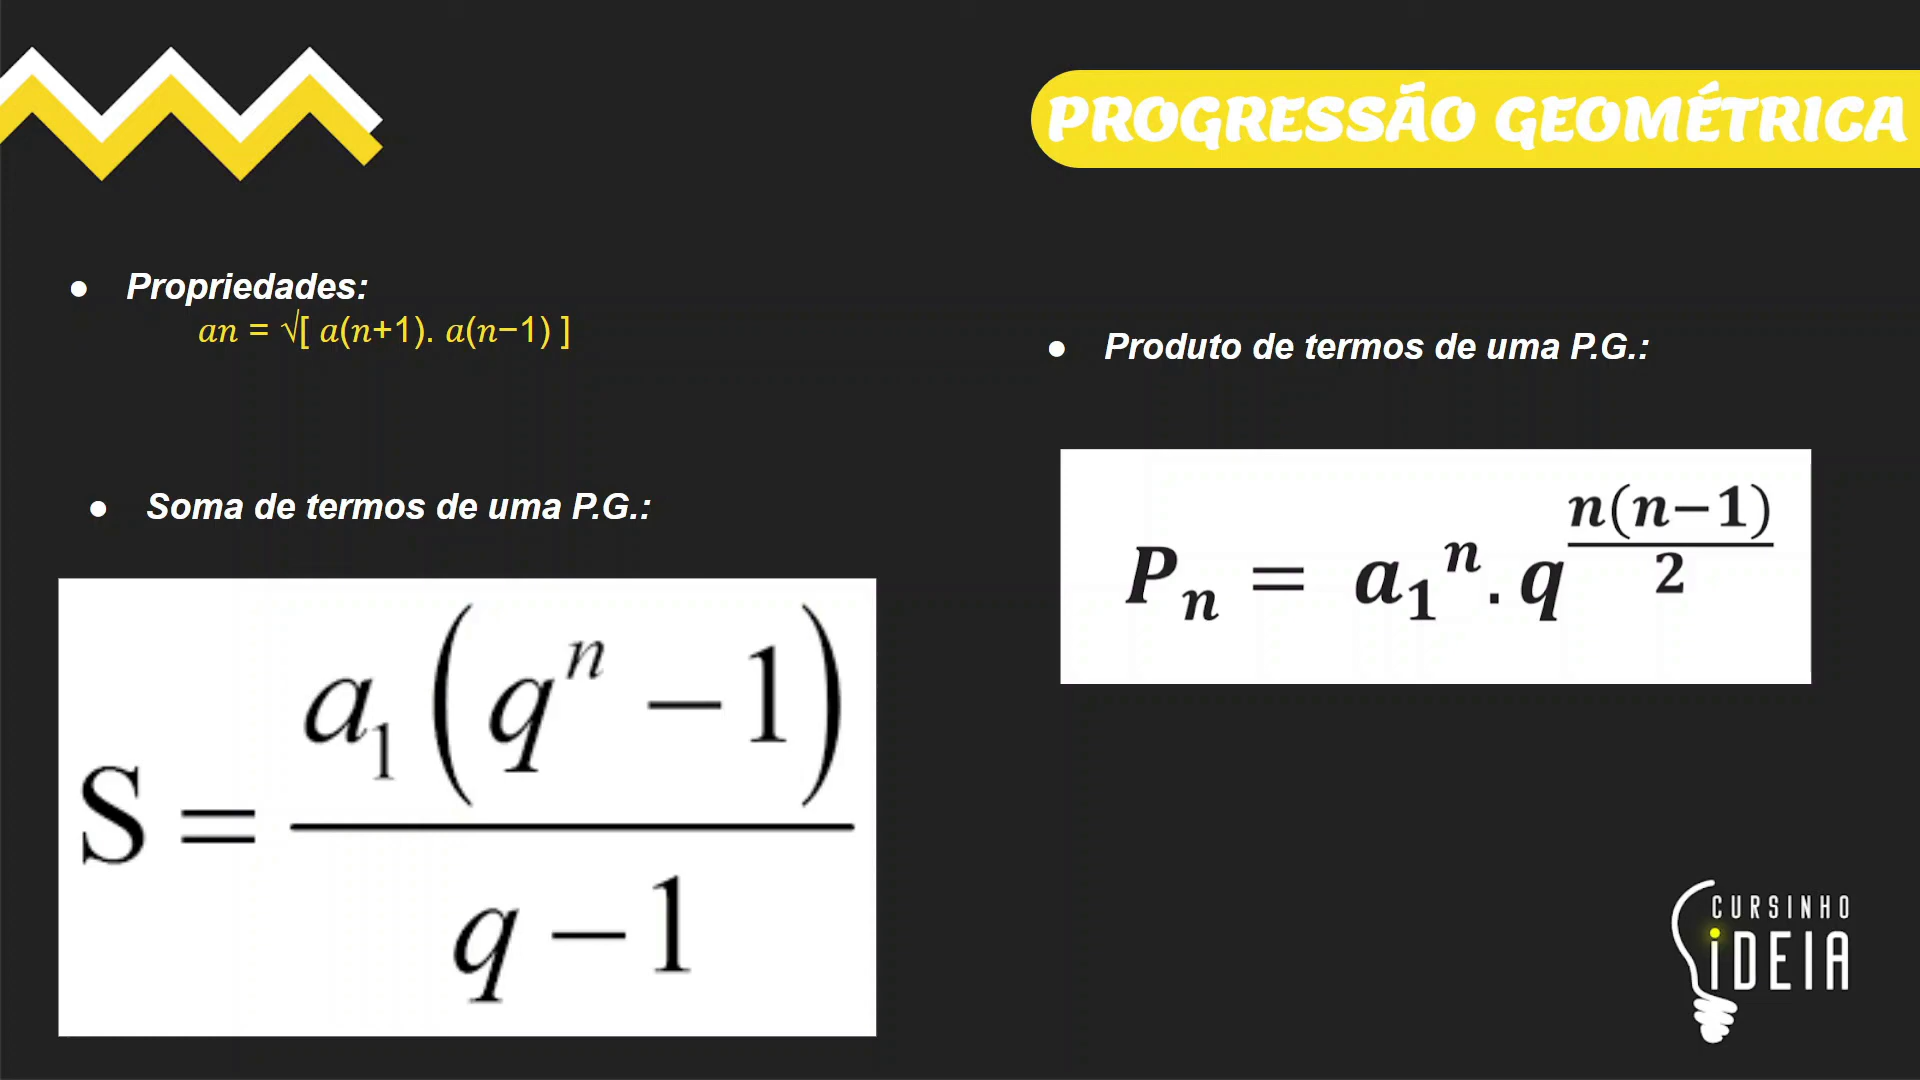 PROGRESSÃO GEOMÉTRICA
● Propriedades:
an = √[ a(n+1). a(n−1) ]
● Soma de termos de uma P.G.:
S = a₁(qⁿ − 1) / (q − 1)
● Produto de termos de uma P.G.:
Pₙ = a₁ⁿ . q^(n(n−1)/2)
CURSINHO
iDEIA